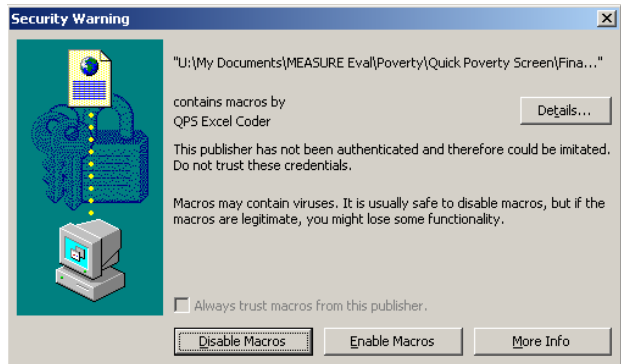 Security Warning
"U:\My Documents\MEASURE Eval\Poverty\Quick Poverty Screen\Fina..."
contains macros by
QPS Excel Coder
Details...
This publisher has not been authenticated and therefore could be imitated.
Do not trust these credentials.
Macros may contain viruses. It is usually safe to disable macros, but if the
macros are legitimate, you might lose some functionality.
Always trust macros from this publisher.
Disable Macros
Enable Macros
More Info